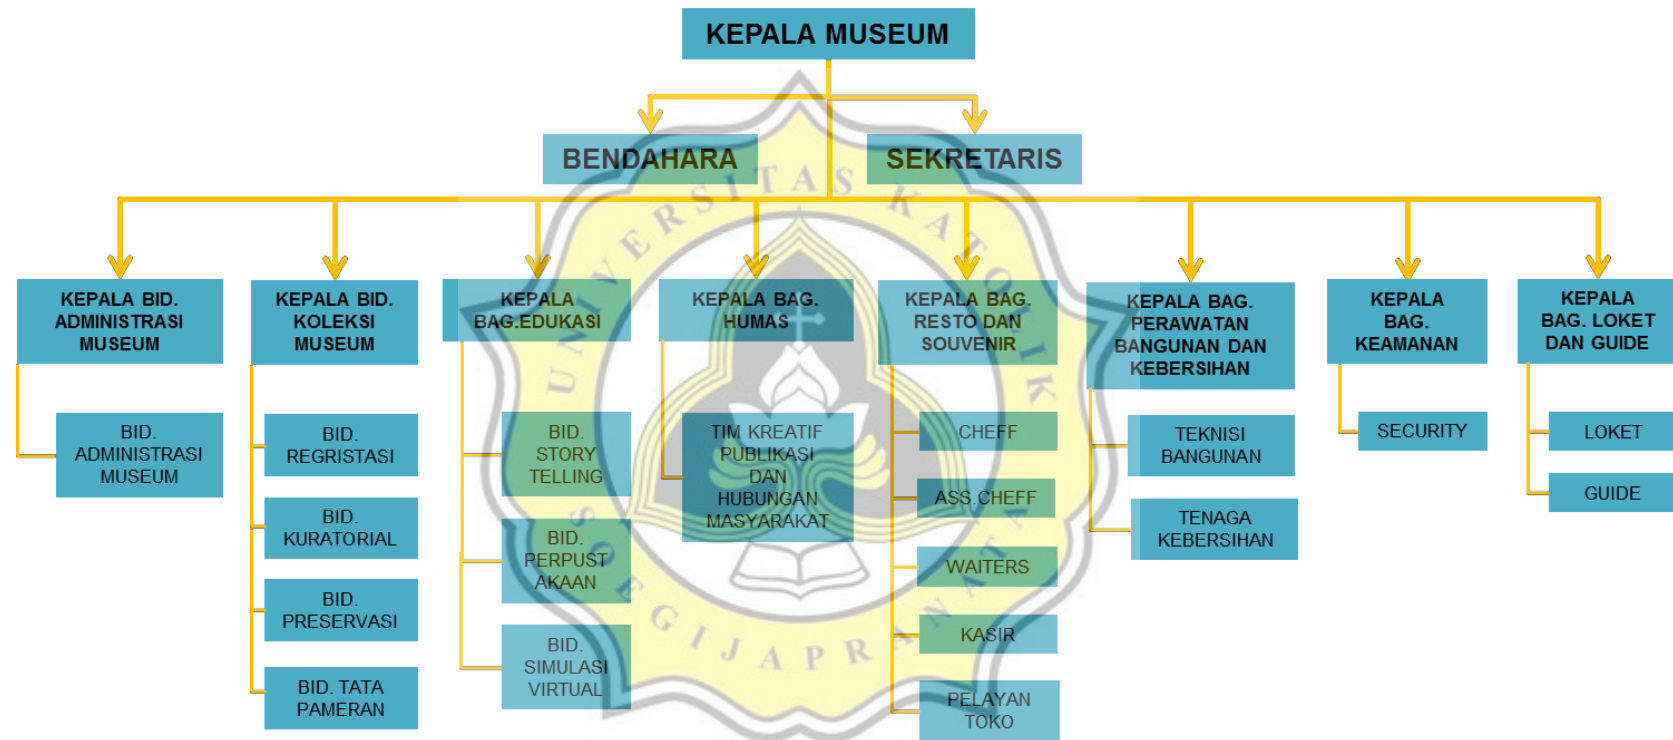 KEPALA MUSEUM
BENDAHARA
SEKRETARIS
UNIVERSITAS KATOLIK
SOEGIJAPRANATA
KEPALA BID.
ADMINISTRASI
MUSEUM
BID.
ADMINISTRASI
MUSEUM
KEPALA BID.
KOLEKSI
MUSEUM
BID.
REGRISTASI
BID.
KURATORIAL
BID.
PRESERVASI
BID. TATA
PAMERAN
KEPALA
BAG.EDUKASI
BID.
STORY
TELLING
BID.
PERPUST
AKAAN
BID.
SIMULASI
VIRTUAL
KEPALA BAG.
HUMAS
TIM KREATIF
PUBLIKASI
DAN
HUBUNGAN
MASYARAKAT
KEPALA BAG.
RESTO DAN
SOUVENIR
CHEFF
ASS.CHEFF
WAITERS
KASIR
PELAYAN
TOKO
KEPALA BAG.
PERAWATAN
BANGUNAN DAN
KEBERSIHAN
TEKNISI
BANGUNAN
TENAGA
KEBERSIHAN
KEPALA
BAG.
KEAMANAN
SECURITY
KEPALA
BAG. LOKET
DAN GUIDE
LOKET
GUIDE